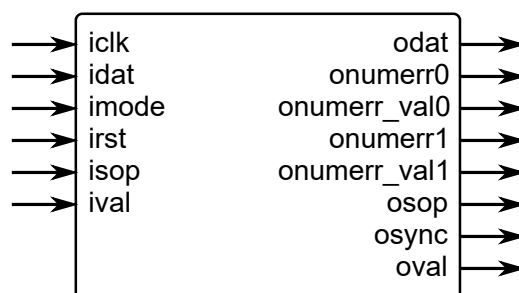 iclk odat
idat onumerr0
imode onumerr_val0
irst onumerr1
isop onumerr_val1
ival osop
osync
oval